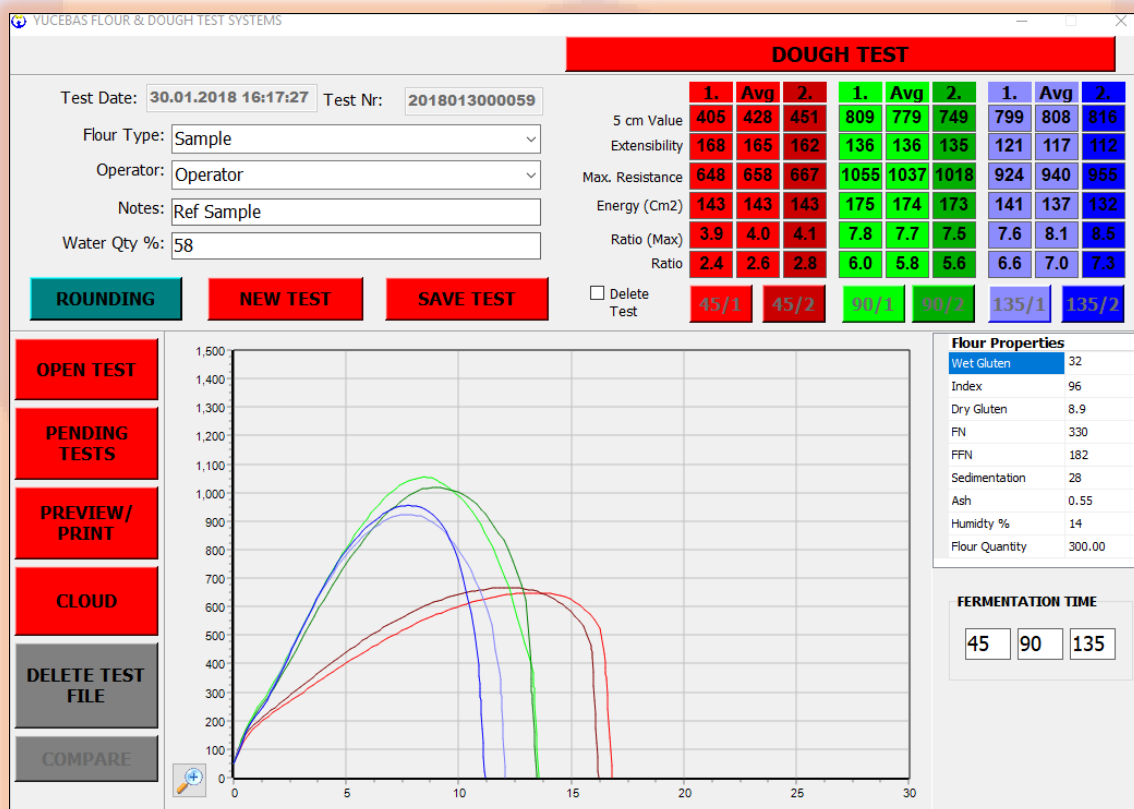 YUCEBAS FLOUR & DOUGH TEST SYSTEMS
DOUGH TEST
Test Date: 30.01.2018 16:17:27 Test Nr: 2018013000059
Flour Type: Sample
Operator: Operator
Notes: Ref Sample
Water Qty %: 58
1. Avg 2. 1. Avg 2. 1. Avg 2.
5 cm Value 405 428 451 809 779 749 799 808 816
Extensibility 168 165 162 136 136 135 121 117 112
Max. Resistance 648 658 667 1055 1037 1018 924 940 955
Energy (Cm2) 143 143 143 175 174 173 141 137 132
Ratio (Max) 3.9 4.0 4.1 7.8 7.7 7.5 7.6 8.1 8.5
Ratio 2.4 2.6 2.8 6.0 5.8 5.6 6.6 7.0 7.3
ROUNDING NEW TEST SAVE TEST
Delete
Test
45/1 45/2 90/1 90/2 135/1 135/2
OPEN TEST
PENDING
TESTS
PREVIEW/
PRINT
CLOUD
DELETE TEST
FILE
COMPARE
1,500
1,400
1,300
1,200
1,100
1,000
900
800
700
600
500
400
300
200
100
0
0 5 10 15 20 25 30
Flour Properties
Wet Gluten 32
Index 96
Dry Gluten 8.9
FN 330
FFN 182
Sedimentation 28
Ash 0.55
Humidty % 14
Flour Quantity 300.00
FERMENTATION TIME
45 90 135